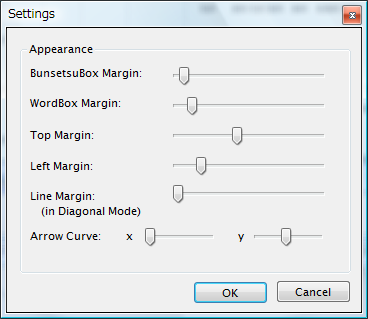 Settings
Appearance
BunsetsuBox Margin:
WordBox Margin:
Top Margin:
Left Margin:
Line Margin:
(in Diagonal Mode)
Arrow Curve: x y
OK Cancel